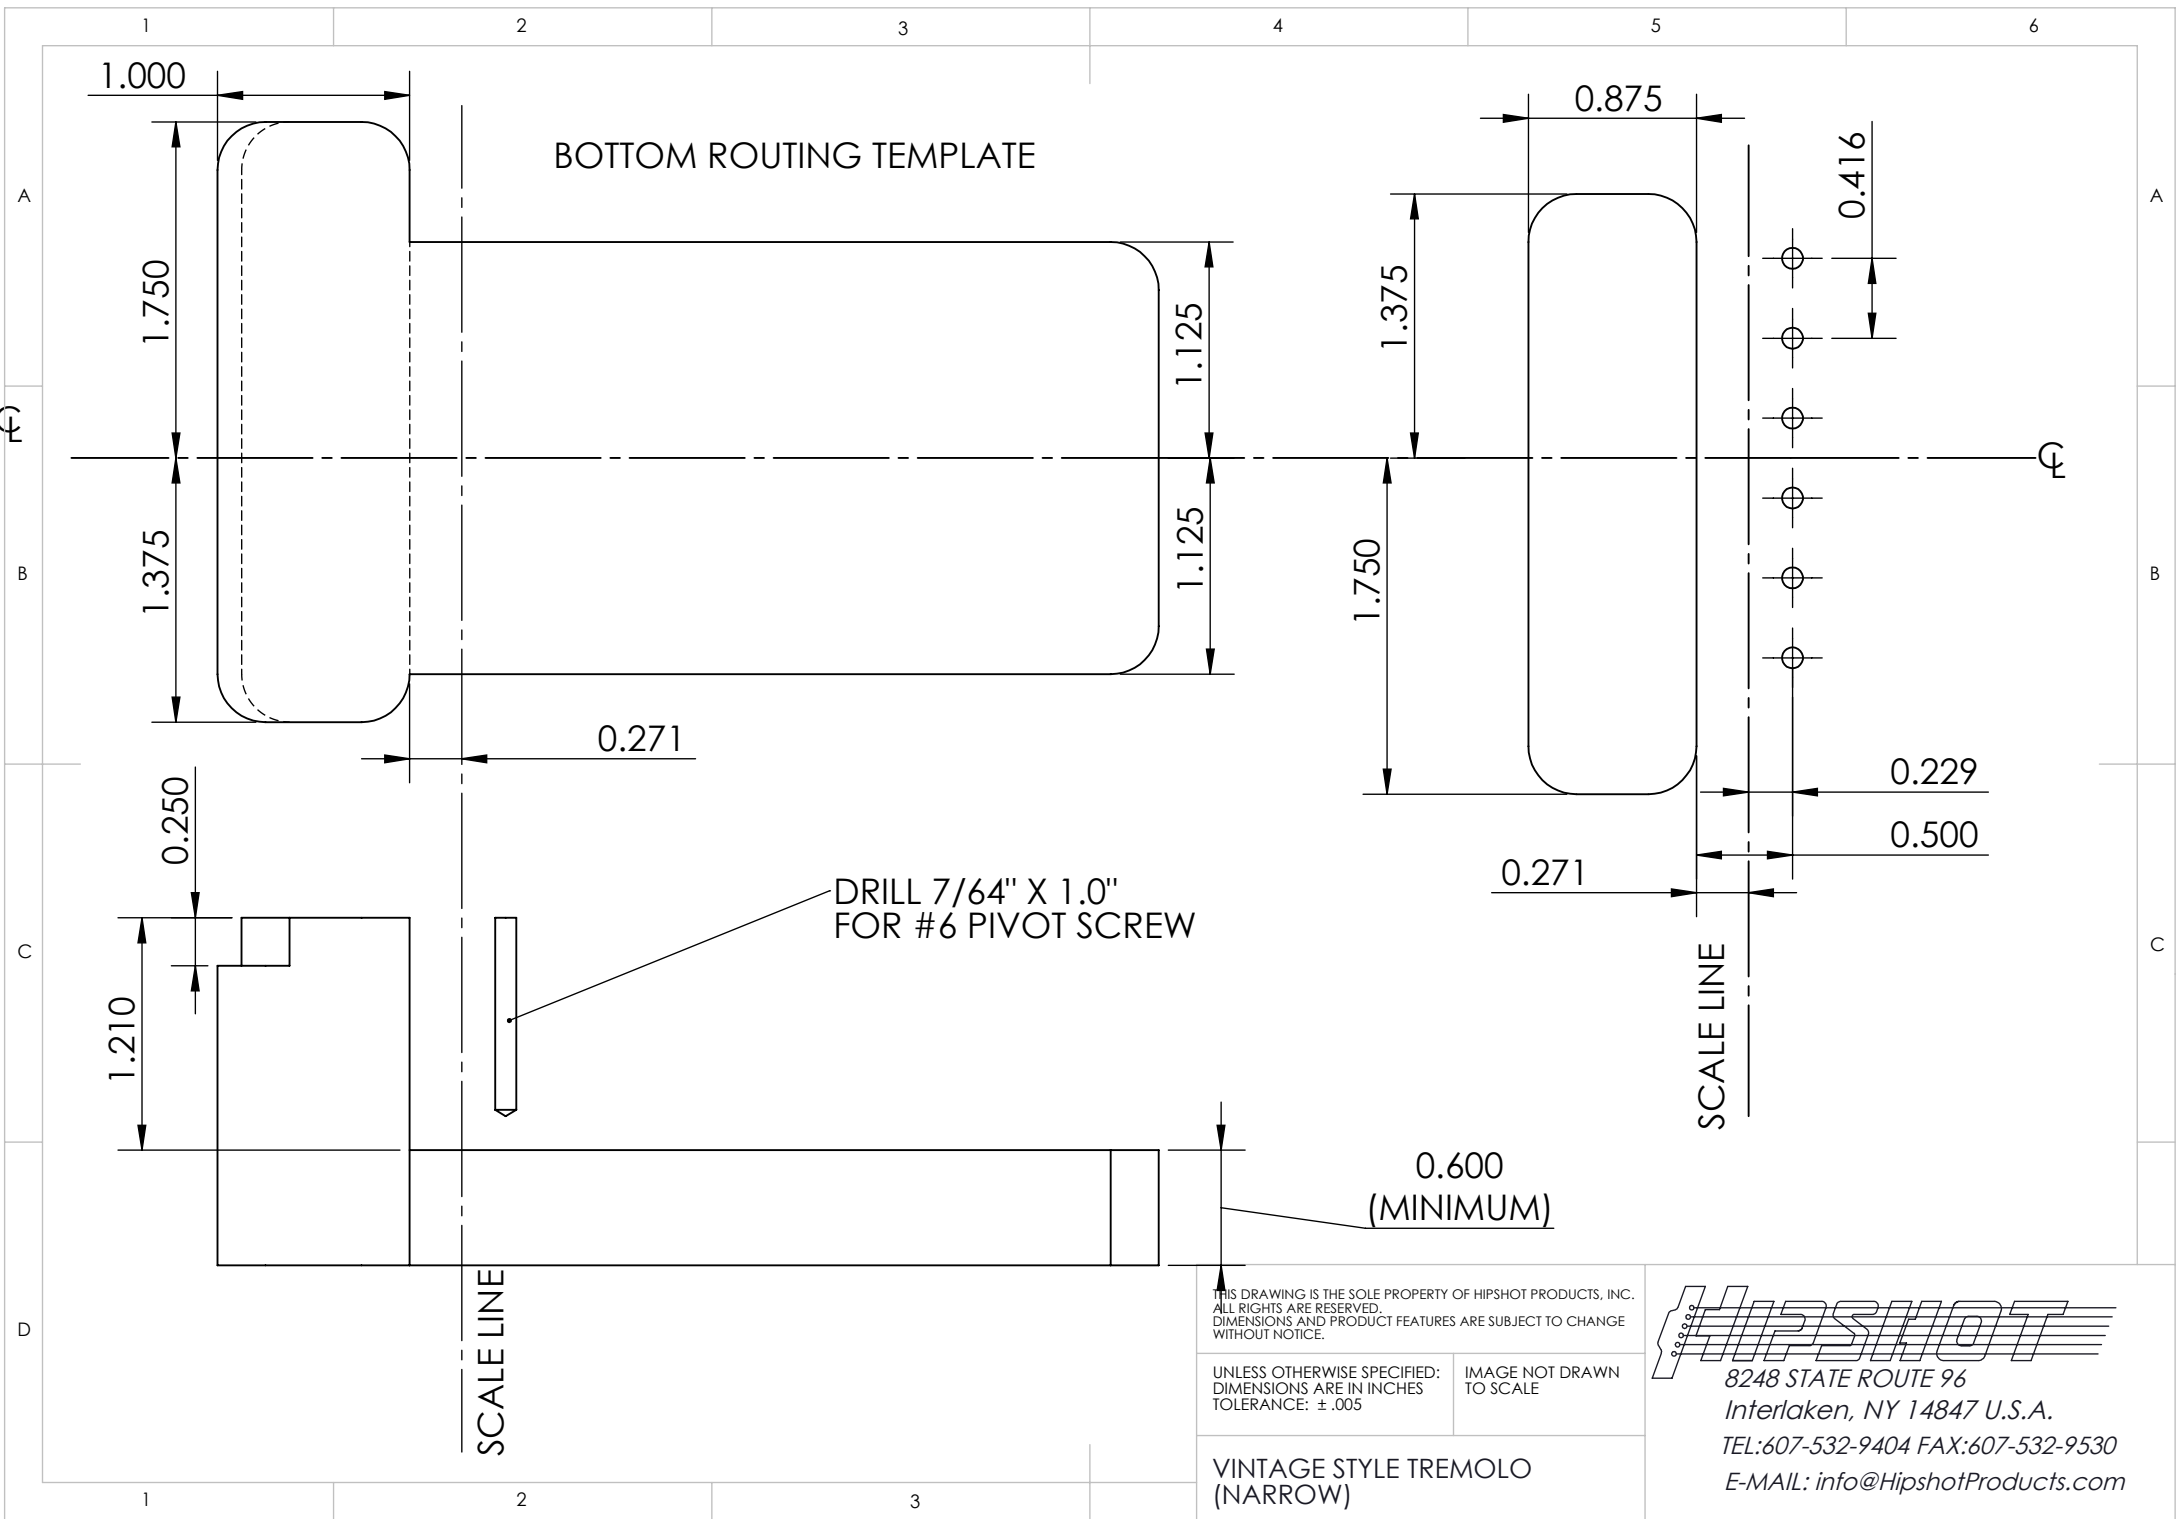 1 2 3 4 5 6
1.000
BOTTOM ROUTING TEMPLATE
0.875
0.416
A
A
1.750
1.125
1.375
℄
℄
1.375
1.125
1.750
B
B
0.271
0.229
0.500
0.271
0.250
1.210
DRILL 7/64" X 1.0"
FOR #6 PIVOT SCREW
C
C
SCALE LINE
0.600
(MINIMUM)
SCALE LINE
D
THIS DRAWING IS THE SOLE PROPERTY OF HIPSHOT PRODUCTS, INC.
ALL RIGHTS ARE RESERVED.
DIMENSIONS AND PRODUCT FEATURES ARE SUBJECT TO CHANGE
WITHOUT NOTICE.
UNLESS OTHERWISE SPECIFIED:
DIMENSIONS ARE IN INCHES
TOLERANCE: ± .005
IMAGE NOT DRAWN
TO SCALE
VINTAGE STYLE TREMOLO
(NARROW)
HIPSHOT
8248 STATE ROUTE 96
Interlaken, NY 14847 U.S.A.
TEL:607-532-9404 FAX:607-532-9530
E-MAIL: info@HipshotProducts.com
1 2 3